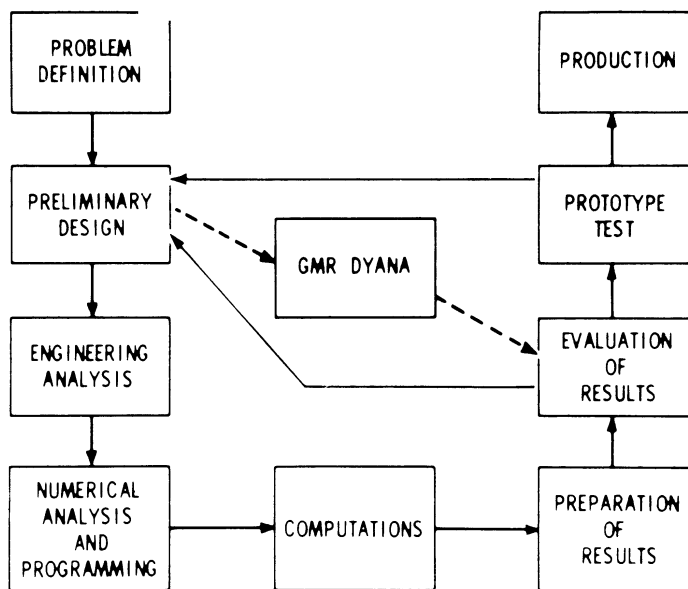 PROBLEM
DEFINITION
PRODUCTION
PRELIMINARY
DESIGN
PROTOTYPE
TEST
GMR DYANA
ENGINEERING
ANALYSIS
EVALUATION
OF
RESULTS
NUMERICAL
ANALYSIS
AND
PROGRAMMING
COMPUTATIONS
PREPARATION
OF
RESULTS